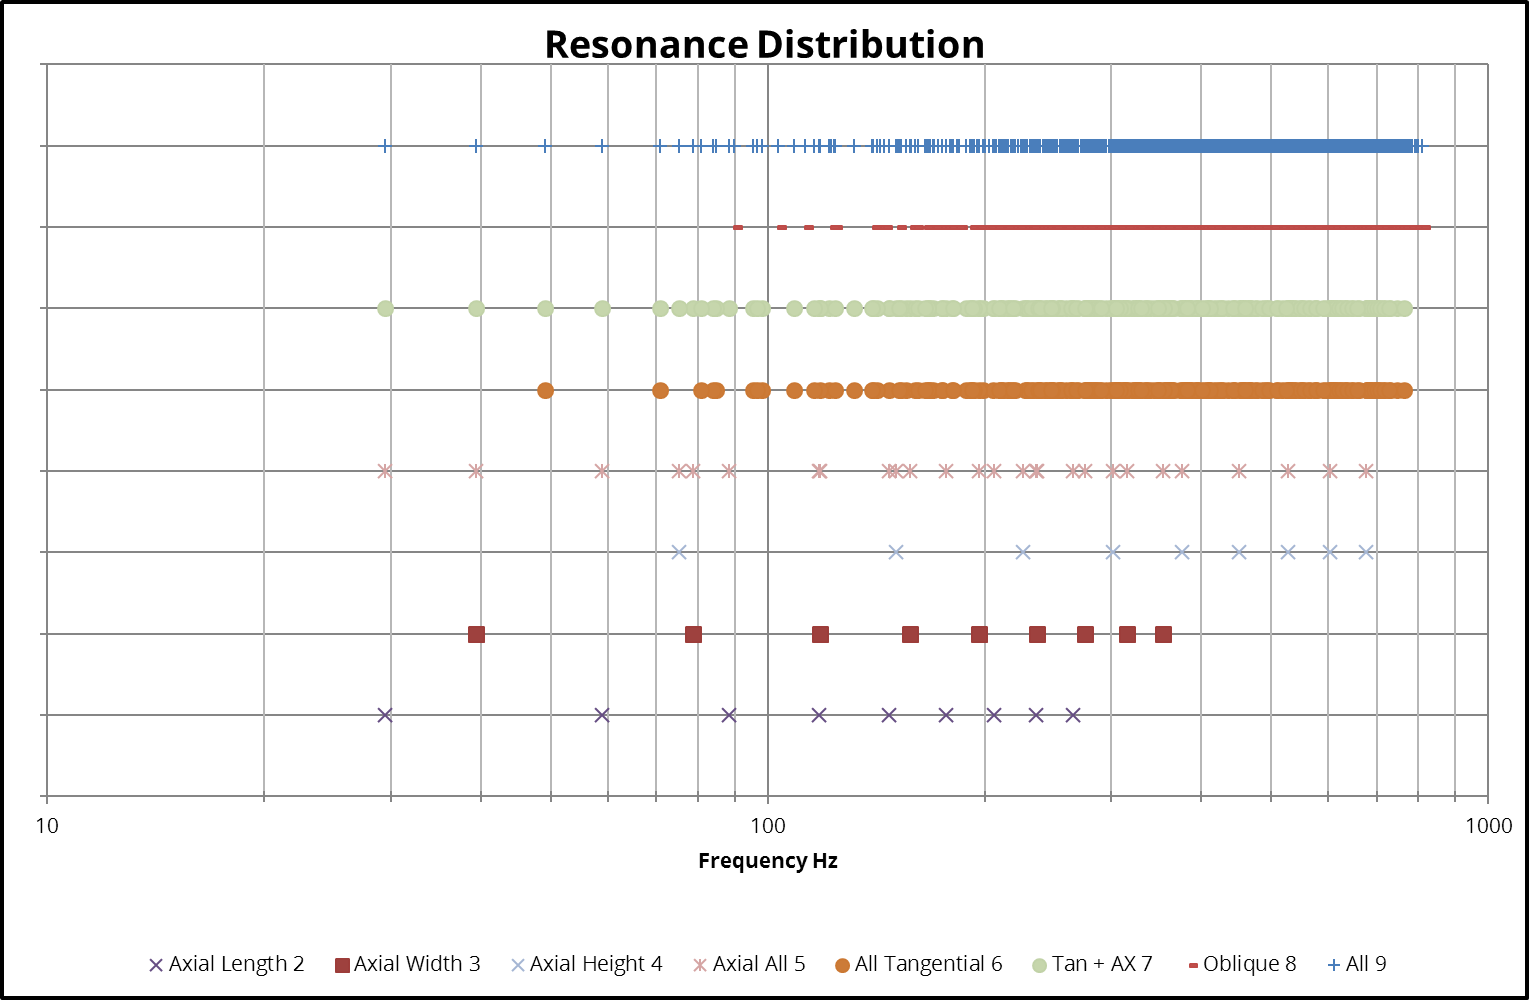 Resonance Distribution
10 100 1000
Frequency Hz
Axial Length 2 Axial Width 3 Axial Height 4 Axial All 5 All Tangential 6 Tan + AX 7 Oblique 8 All 9